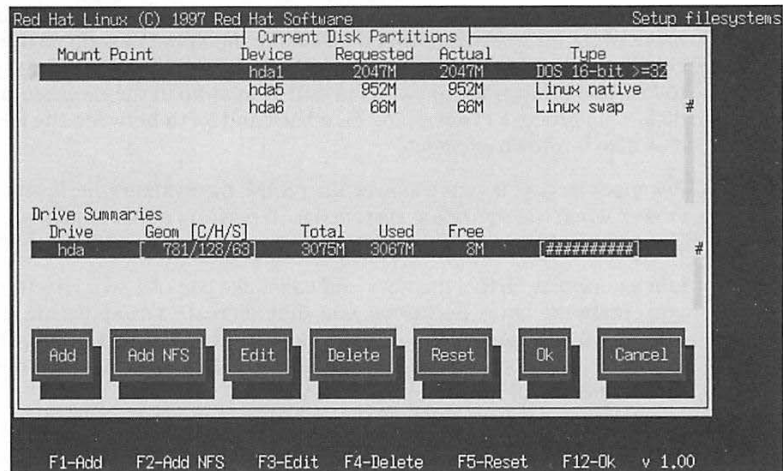 Red Hat Linux (C) 1997 Red Hat Software Setup filesystems
Current Disk Partitions
Mount Point Device Requested Actual Type
hda1 2047M 2047M DOS 16-bit >=32
hda5 952M 952M Linux native
hda6 66M 66M Linux swap #
Drive Summaries
Drive Geom [C/H/S] Total Used Free
hda [ 781/128/63] 3075M 3067M 8M [##########] #
Add Add NFS Edit Delete Reset Ok Cancel
F1-Add F2-Add NFS F3-Edit F4-Delete F5-Reset F12-Ok v 1.00